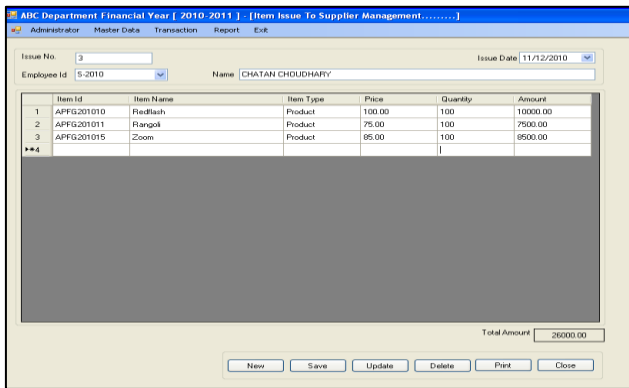 ABC Department Financial Year [ 2010-2011 ] - [Item Issue To Supplier Management.........]
Administrator Master Data Transaction Report Exit
Issue No. 3 Issue Date 11/12/2010
Employee Id S-2010 Name CHATAN CHOUDHARY
Item Id Item Name Item Type Price Quantity Amount
1 APFG201010 Redflash Product 100.00 100 10000.00
2 APFG201011 Rangoli Product 75.00 100 7500.00
3 APFG201015 Zoom Product 85.00 100 8500.00
4
Total Amount 26000.00
New Save Update Delete Print Close